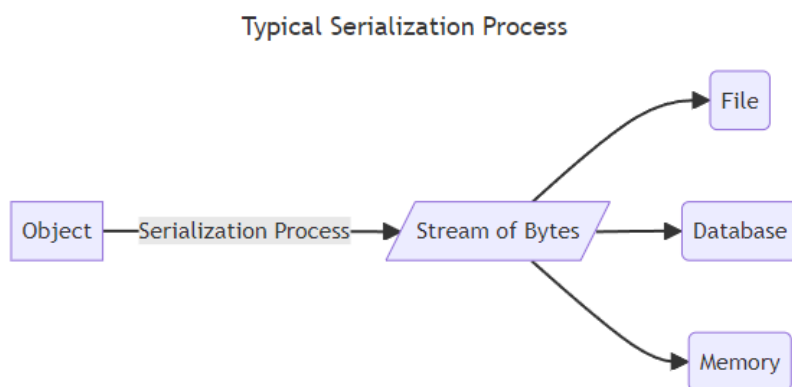 Typical Serialization Process
File
Object
Serialization Process
Stream of Bytes
Database
Memory